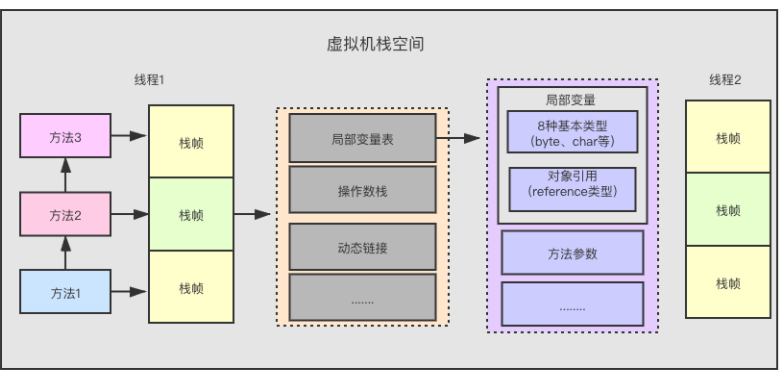 虚拟机栈空间
线程1
方法3
方法2
方法1
栈帧
栈帧
栈帧
局部变量表
操作数栈
动态链接
.......
局部变量
8种基本类型
（byte、char等）
对象引用
（reference类型）
方法参数
........
线程2
栈帧
栈帧
栈帧